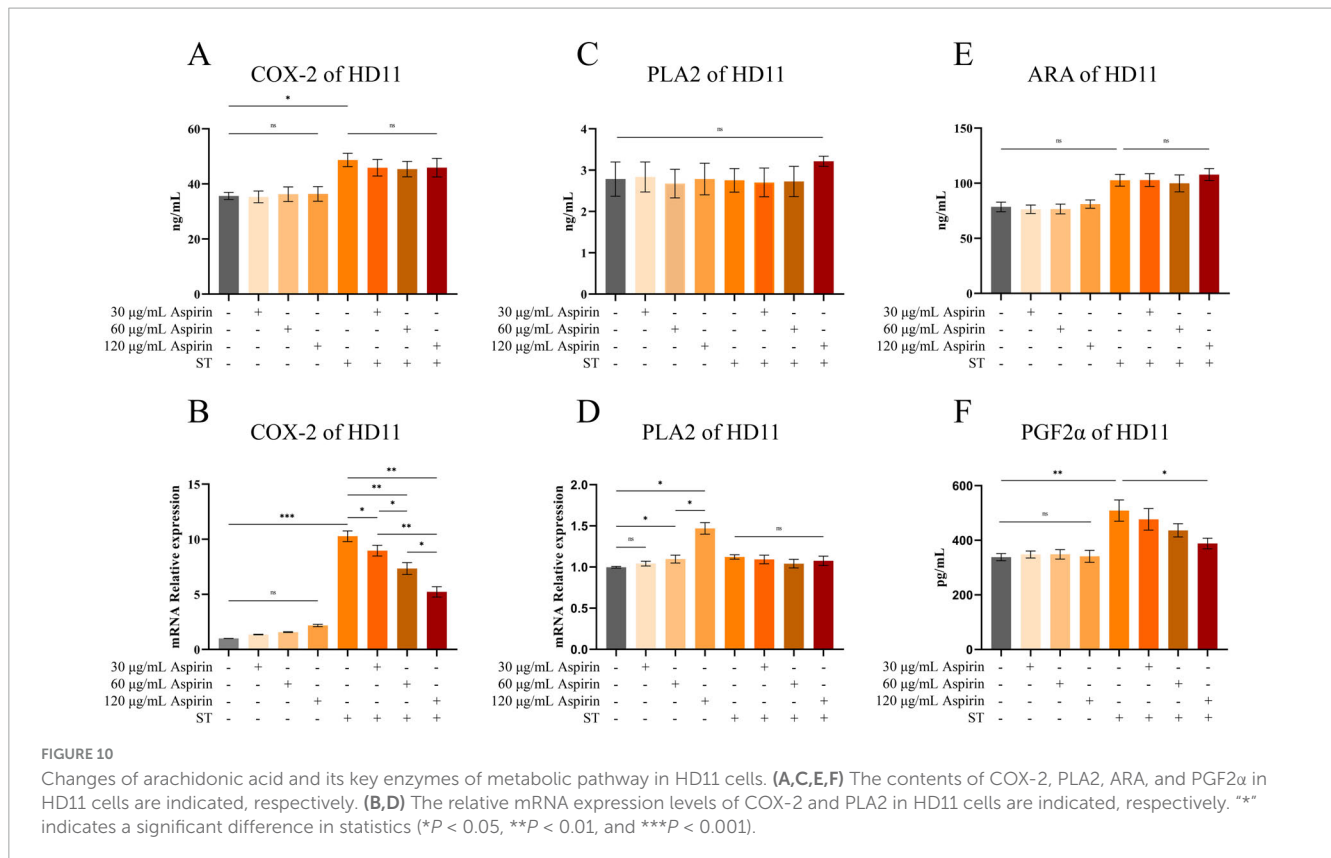 A
COX-2 of HD11
*
ns
ns
60
40
20
0
ng/mL
30 μg/mL Aspirin - + - - - + - -
60 μg/mL Aspirin - - + - - - + -
120 μg/mL Aspirin - - - + - - - +
ST - - - - + + + +
C
PLA2 of HD11
ns
4
3
2
1
0
ng/mL
30 μg/mL Aspirin - + - - - + - -
60 μg/mL Aspirin - - + - - - + -
120 μg/mL Aspirin - - - + - - - +
ST - - - - + + + +
E
ARA of HD11
ns
ns
150
100
50
0
ng/mL
30 μg/mL Aspirin - + - - - + - -
60 μg/mL Aspirin - - + - - - + -
120 μg/mL Aspirin - - - + - - - +
ST - - - - + + + +
B
COX-2 of HD11
**
**
* *
*** **
*
ns
15
10
5
0
mRNA Relative expression
30 μg/mL Aspirin - + - - - + - -
60 μg/mL Aspirin - - + - - - + -
120 μg/mL Aspirin - - - + - - - +
ST - - - - + + + +
D
PLA2 of HD11
*
* *
ns ns
2.0
1.5
1.0
0.5
0.0
mRNA Relative expression
30 μg/mL Aspirin - + - - - + - -
60 μg/mL Aspirin - - + - - - + -
120 μg/mL Aspirin - - - + - - - +
ST - - - - + + + +
F
PGF2α of HD11
** *
ns
600
400
200
0
pg/mL
30 μg/mL Aspirin - + - - - + - -
60 μg/mL Aspirin - - + - - - + -
120 μg/mL Aspirin - - - + - - - +
ST - - - - + + + +
FIGURE 10
Changes of arachidonic acid and its key enzymes of metabolic pathway in HD11 cells. (A,C,E,F) The contents of COX-2, PLA2, ARA, and PGF2α in
HD11 cells are indicated, respectively. (B,D) The relative mRNA expression levels of COX-2 and PLA2 in HD11 cells are indicated, respectively. "*"
indicates a significant difference in statistics (*P < 0.05, **P < 0.01, and ***P < 0.001).